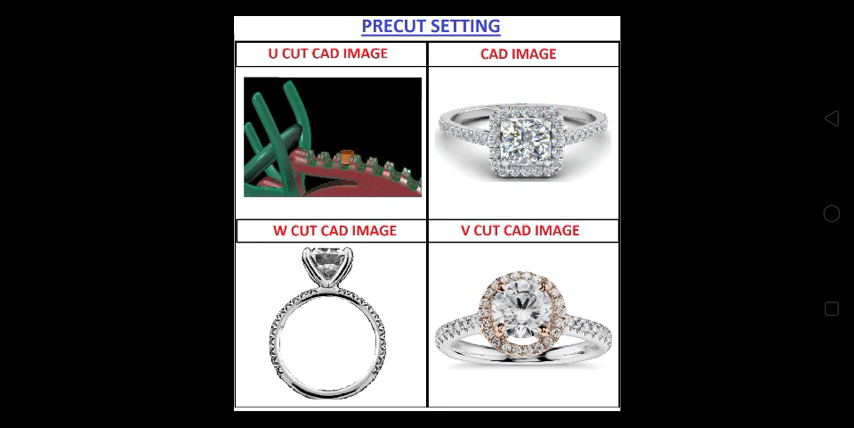 PRECUT SETTING
U CUT CAD IMAGE
CAD IMAGE
W CUT CAD IMAGE
V CUT CAD IMAGE